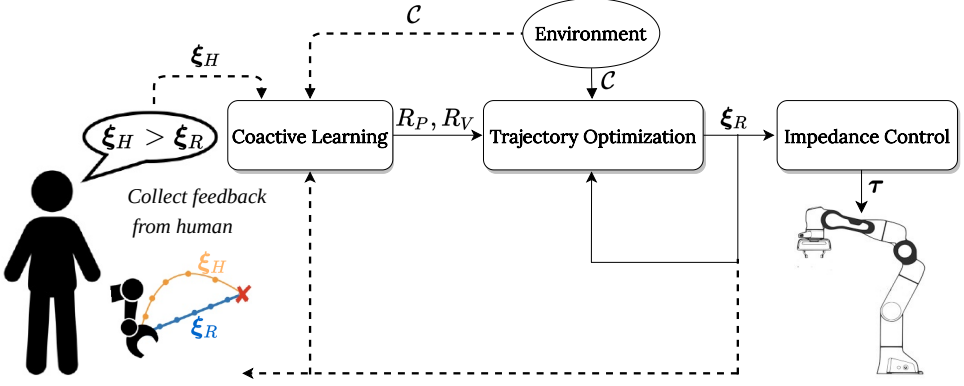 𝓒
Environment
𝝃_H
𝓒
𝝃_H > 𝝃_R
Coactive Learning
R_P, R_V
Trajectory Optimization
𝝃_R
Impedance Control
𝝉
Collect feedback
from human
𝝃_H
𝝃_R